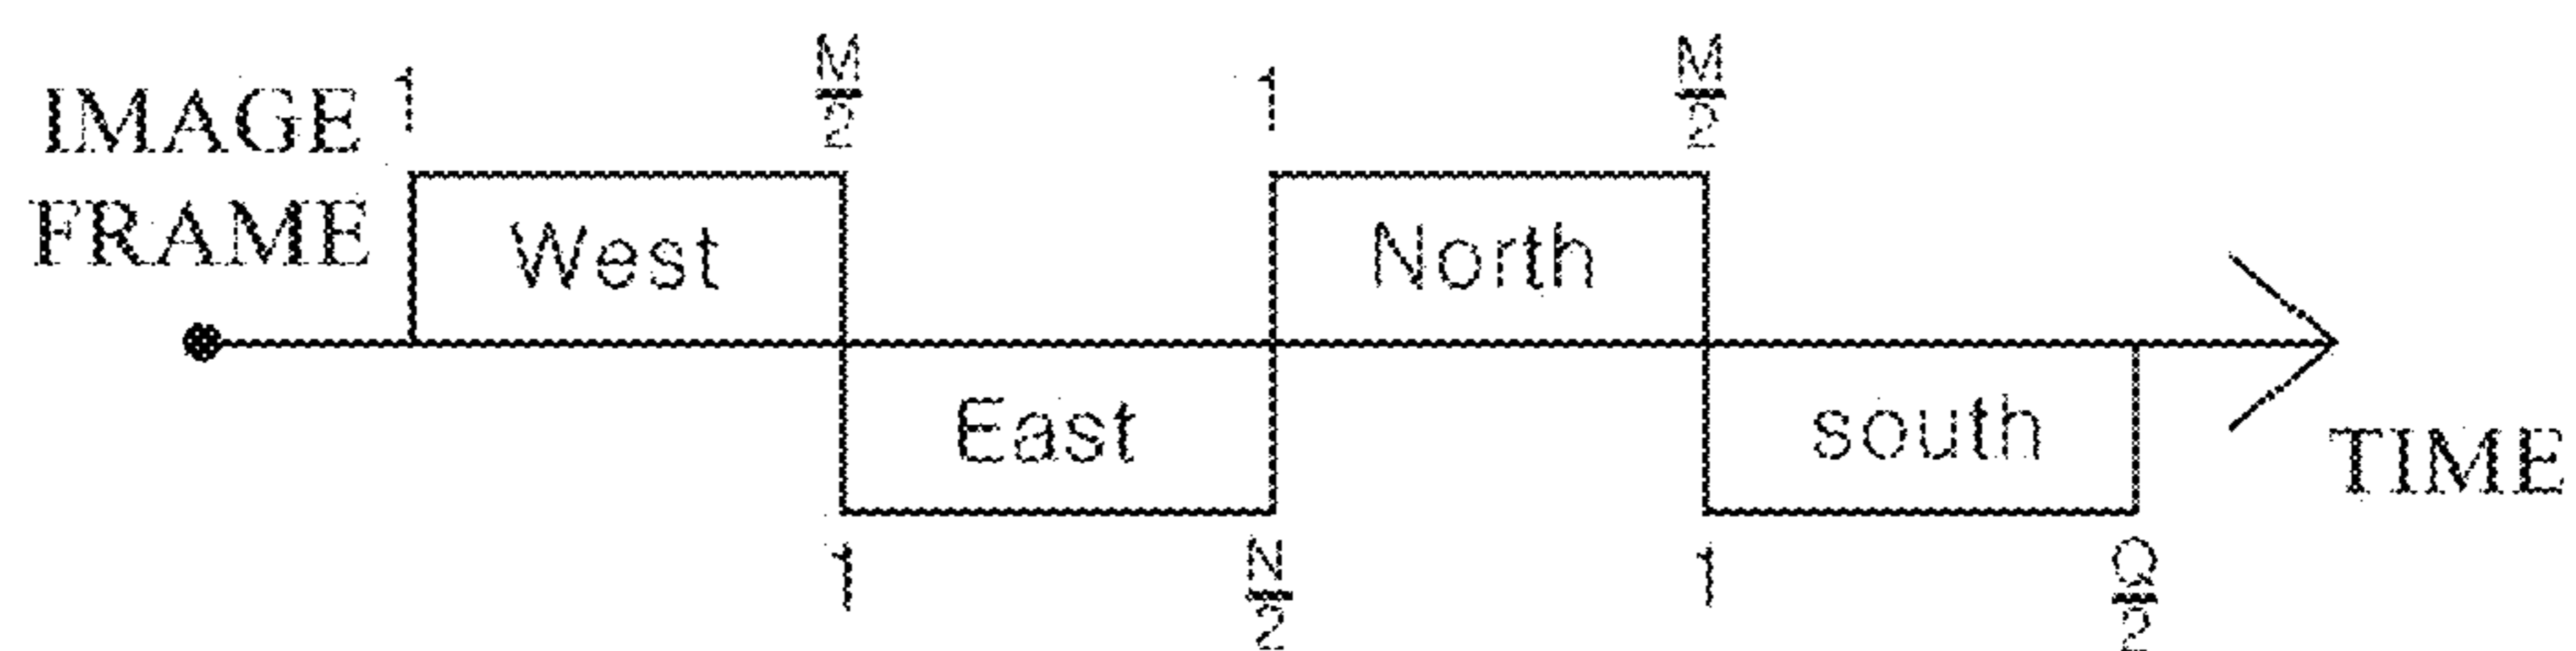 IMAGE
FRAME
1
M/2
1
M/2
West
North
East
south
TIME
1
N/2
1
Q/2